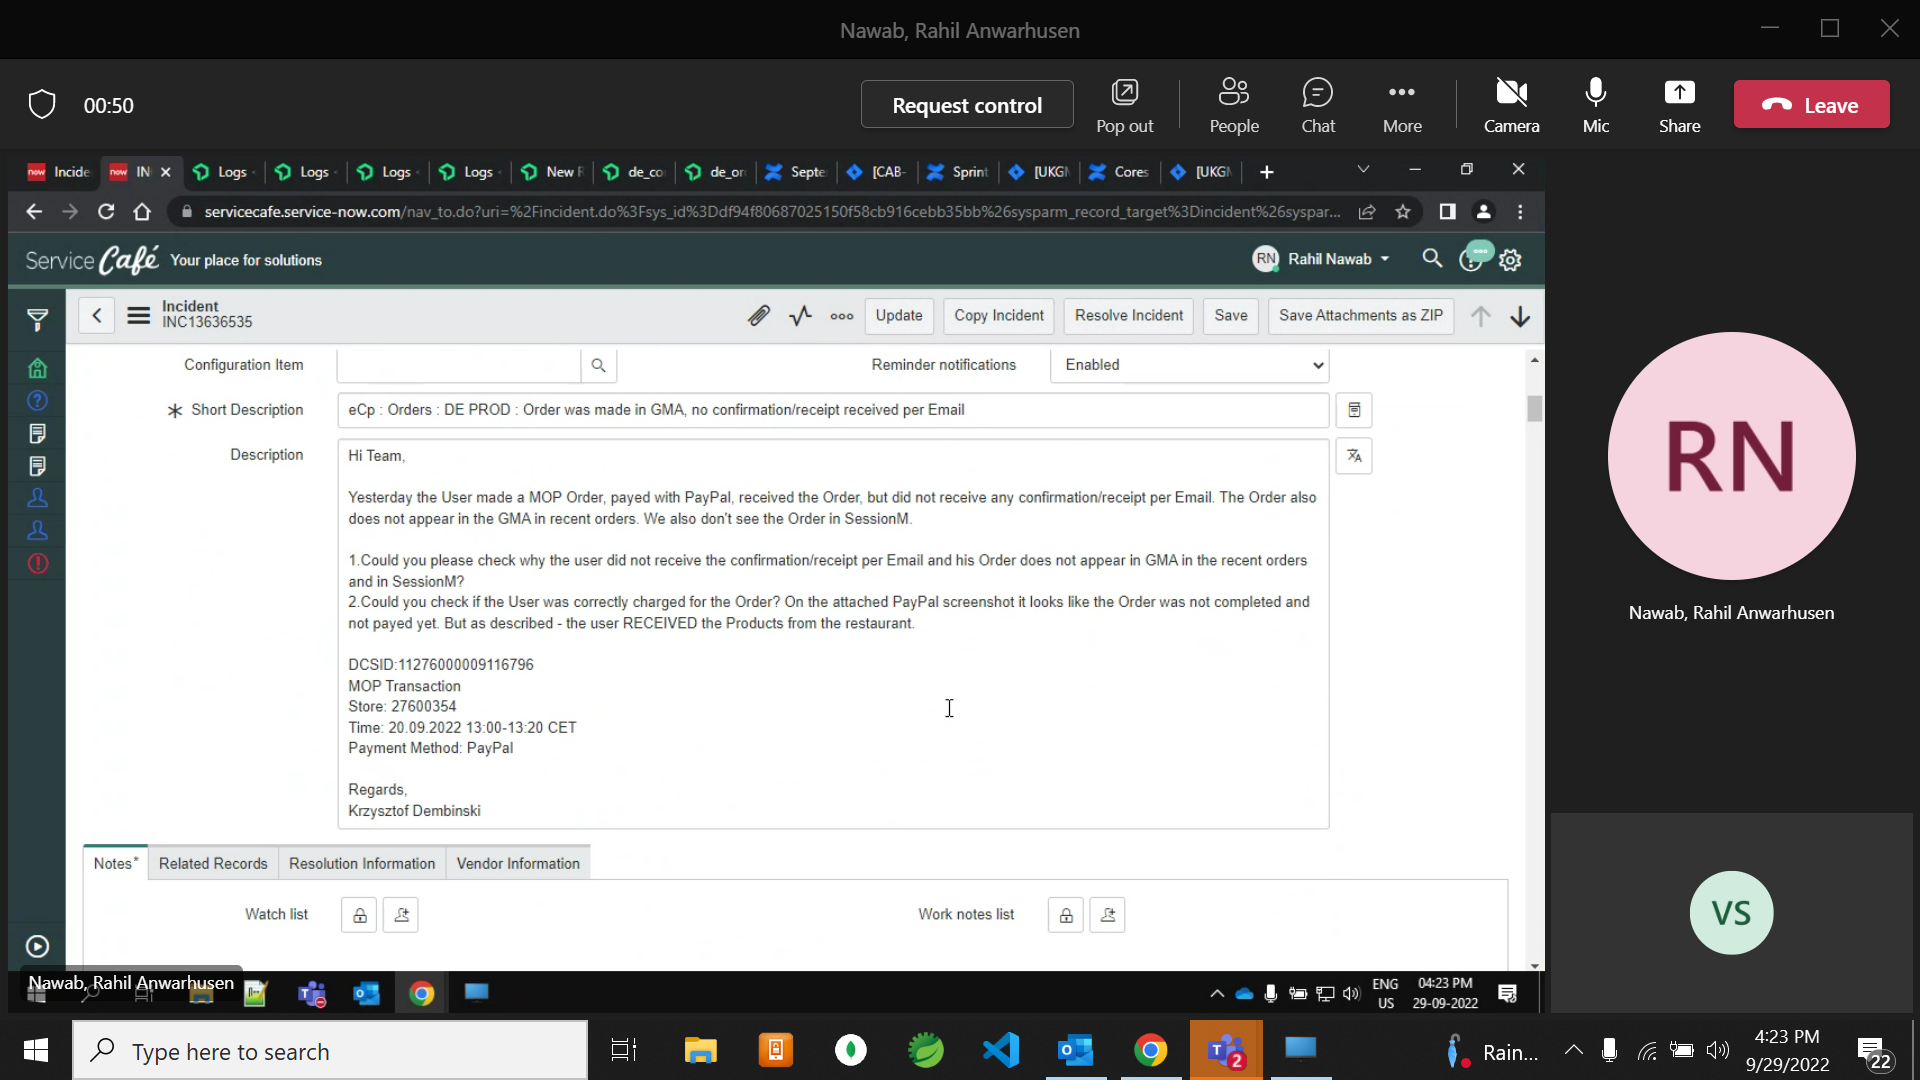 Nawab, Rahil Anwarhusen
00:50
Request control
Pop out
People
Chat
More
Camera
Mic
Share
Leave
now Incide
now IN
Logs
Logs
Logs
Logs
New R
de_co
de_or
Septe
[CAB-
Sprint
[UKGM
Cores
[UKGM
servicecafe.service-now.com/nav_to.do?uri=%2Fincident.do%3Fsys_id%3Ddf94f80687025150f58cb916cebb35bb%26sysparm_record_target%3Dincident%26syspar...
Service Café Your place for solutions
RN Rahil Nawab
Incident
INC13636535
Update
Copy Incident
Resolve Incident
Save
Save Attachments as ZIP
Configuration Item
Reminder notifications
Enabled
Short Description
eCp : Orders : DE PROD : Order was made in GMA, no confirmation/receipt received per Email
Description
Hi Team,
Yesterday the User made a MOP Order, payed with PayPal, received the Order, but did not receive any confirmation/receipt per Email. The Order also
does not appear in the GMA in recent orders. We also don't see the Order in SessionM.
1.Could you please check why the user did not receive the confirmation/receipt per Email and his Order does not appear in GMA in the recent orders
and in SessionM?
2.Could you check if the User was correctly charged for the Order? On the attached PayPal screenshot it looks like the Order was not completed and
not payed yet. But as described - the user RECEIVED the Products from the restaurant.
DCSID:11276000009116796
MOP Transaction
Store: 27600354
Time: 20.09.2022 13:00-13:20 CET
Payment Method: PayPal
Regards,
Krzysztof Dembinski
Notes*
Related Records
Resolution Information
Vendor Information
Watch list
Work notes list
RN
Nawab, Rahil Anwarhusen
VS
Nawab, Rahil Anwarhusen
ENG
US
04:23 PM
29-09-2022
Type here to search
2
Rain...
4:23 PM
9/29/2022
22